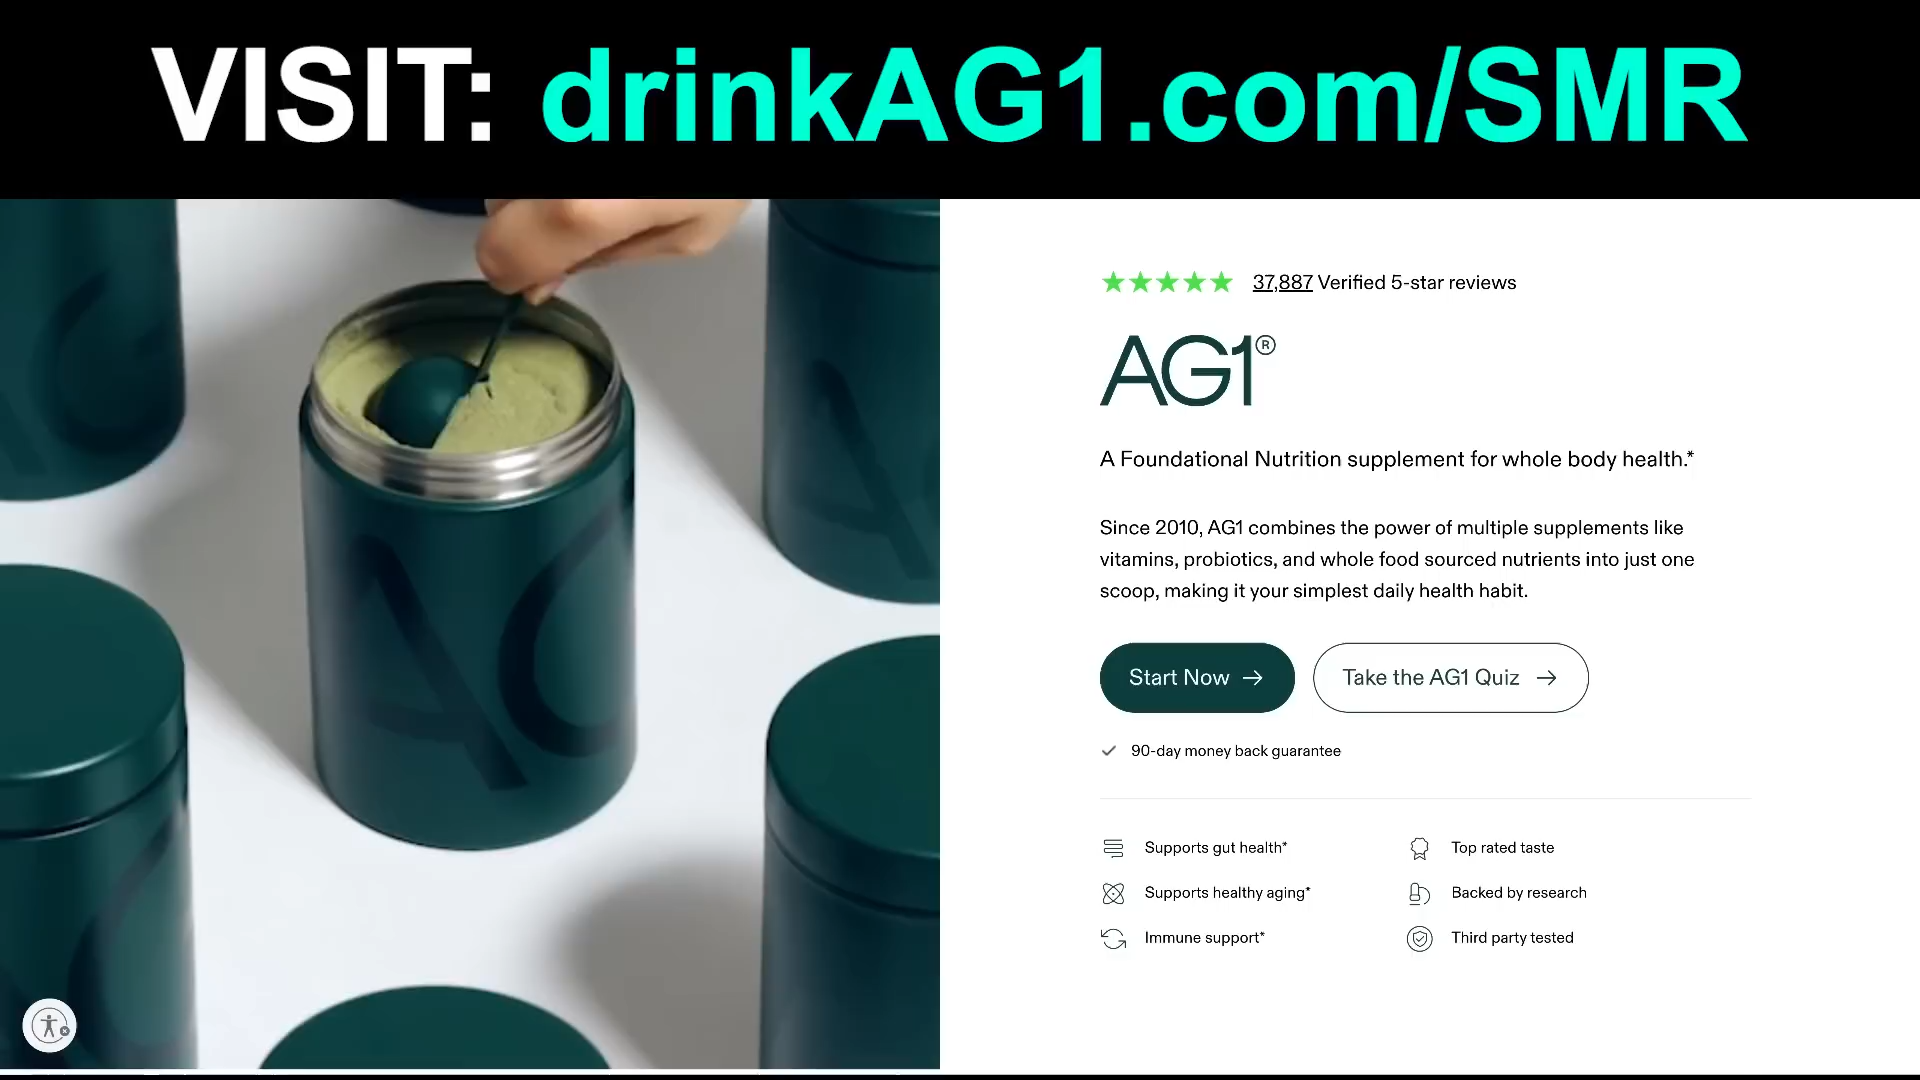 VISIT: drinkAG1.com/SMR
37,887 Verified 5-star reviews
AG1®
A Foundational Nutrition supplement for whole body health.*
Since 2010, AG1 combines the power of multiple supplements like
vitamins, probiotics, and whole food sourced nutrients into just one
scoop, making it your simplest daily health habit.
Start Now →
Take the AG1 Quiz →
90-day money back guarantee
Supports gut health*
Top rated taste
Supports healthy aging*
Backed by research
Immune support*
Third party tested
AG